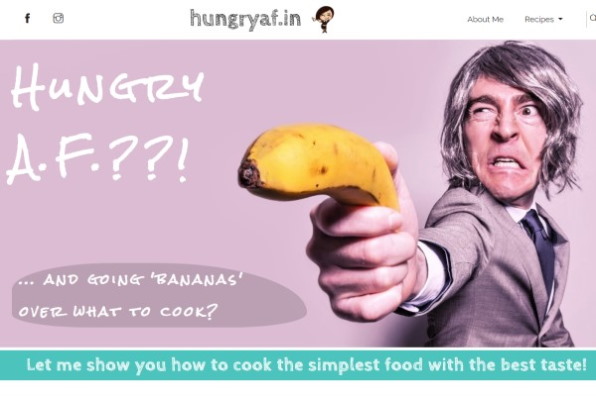 hungryaf.in
About Me
Recipes
Hungry
A.F.??!
... and going 'bananas'
over what to cook?
Let me show you how to cook the simplest food with the best taste!